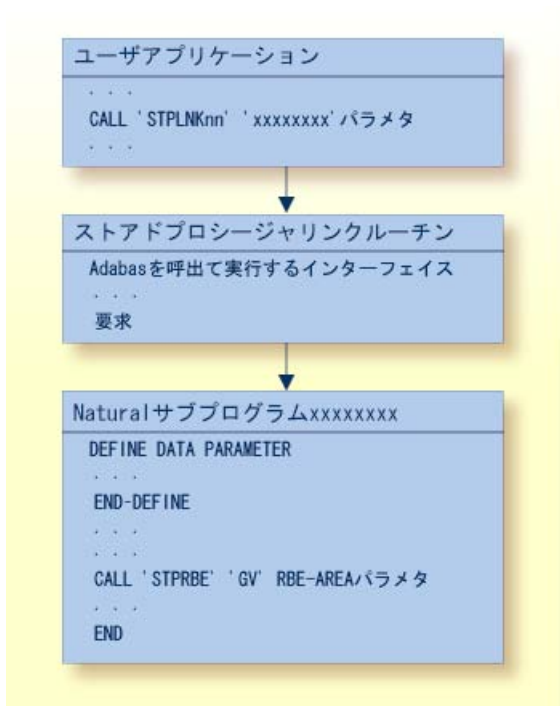 ユーザアプリケーション
. . .
CALL 'STPLNKnn' 'xxxxxxxx'パラメタ
. . .
ストアドプロシージャリンクルーチン
Adabasを呼出て実行するインターフェイス
. . .
要求
Naturalサブプログラムxxxxxxxx
DEFINE DATA PARAMETER
. . .
END-DEFINE
. . .
. . .
CALL 'STPRBE' 'GV' RBE-AREAパラメタ
. . .
END